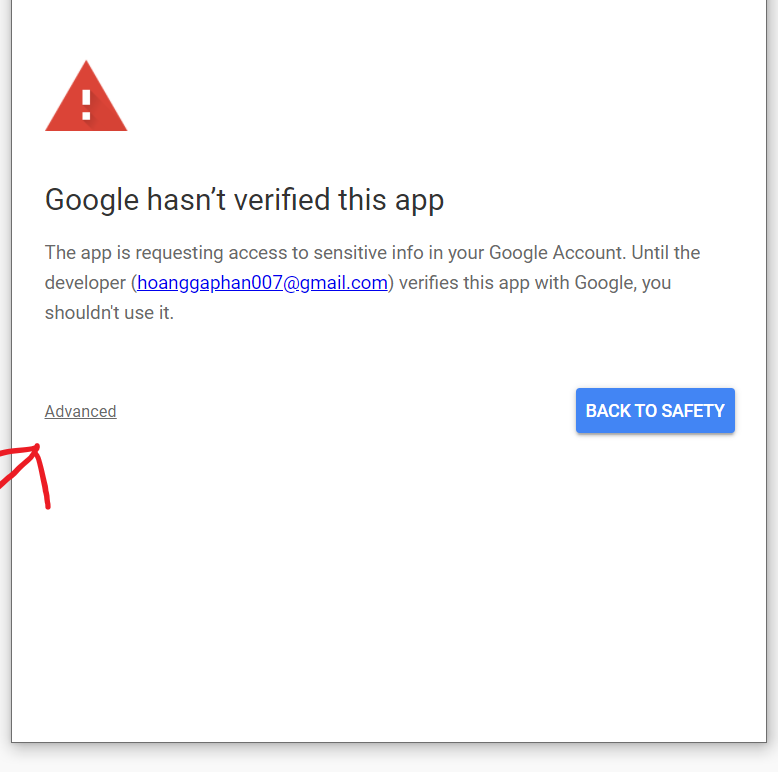 Google hasn’t verified this app
The app is requesting access to sensitive info in your Google Account. Until the
developer (hoanggaphan007@gmail.com) verifies this app with Google, you
shouldn't use it.
Advanced
BACK TO SAFETY